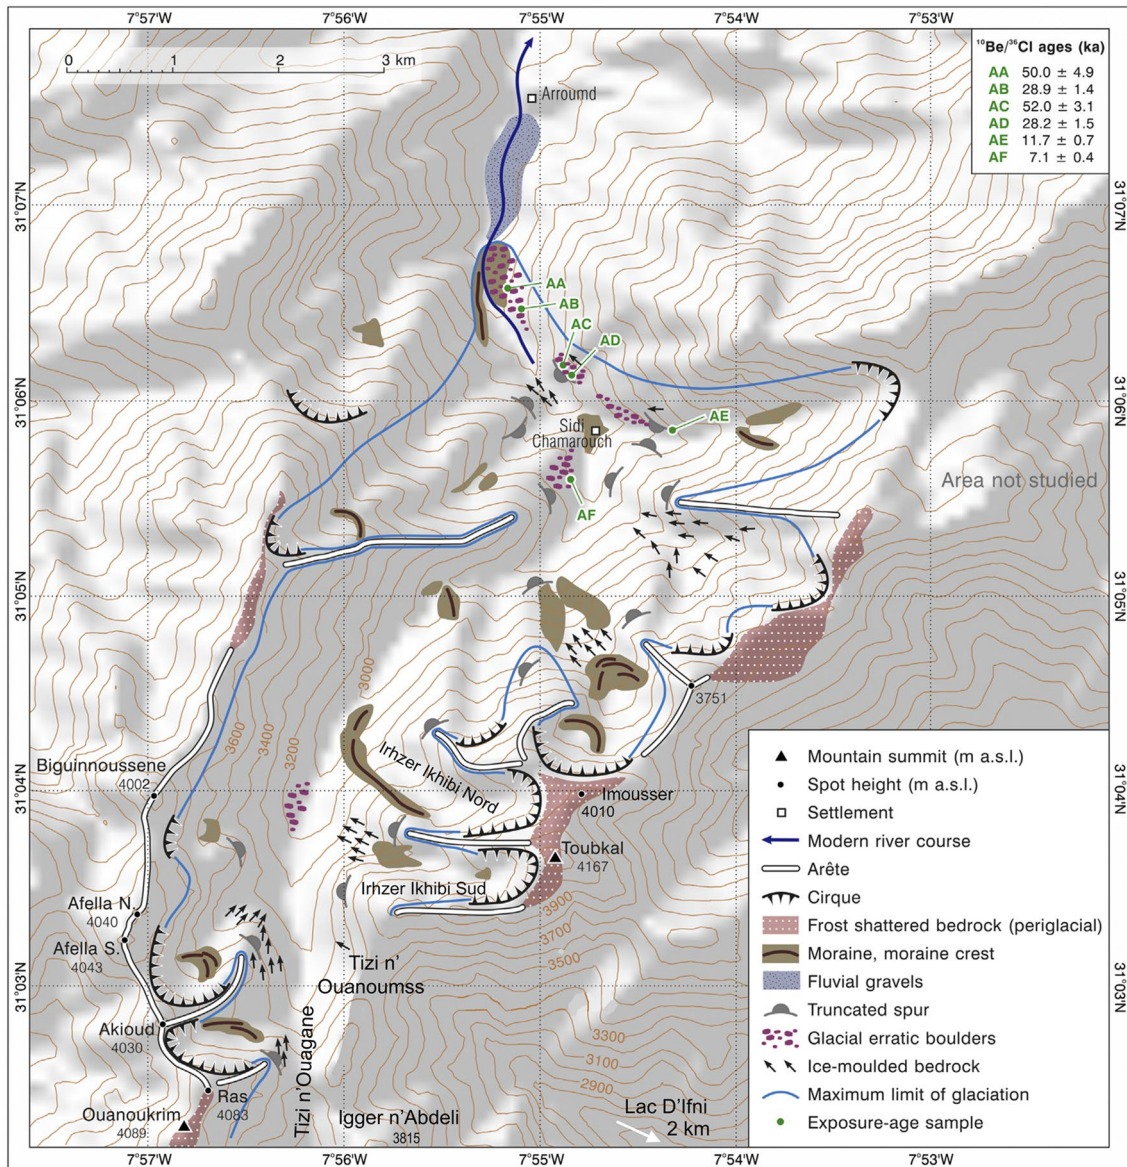 7°57'W 7°56'W 7°55'W 7°54'W 7°53'W
0 1 2 3 km
¹⁰Be/³⁶Cl ages (ka)
AA 50.0 ± 4.9
AB 28.9 ± 1.4
AC 52.0 ± 3.1
AD 28.2 ± 1.5
AE 11.7 ± 0.7
AF 7.1 ± 0.4
Arroumd
31°07'N 31°07'N
AA
AB
AC
AD
31°06'N 31°06'N
AE
Sidi
Chamarouch
Area not studied
AF
31°05'N 31°05'N
3000
3751
3600
3400
3200
Biguinnoussene
4002
31°04'N 31°04'N
Irhzer Ikhibi Nord
Imousser
4010
Toubkal
4167
Irhzer Ikhibi Sud
3900
3700
3500
Afella N.
4040
Afella S.
4043
Tizi n'
Ouanoumss
31°03'N 31°03'N
Akioud
4030
Tizi n'Ouagane
3300
3100
2900
Ras
4083
Ouanoukrim
4089
Igger n'Abdeli
3815
Lac D'Ifni
2 km
Mountain summit (m a.s.l.)
Spot height (m a.s.l.)
Settlement
Modern river course
Arête
Cirque
Frost shattered bedrock (periglacial)
Moraine, moraine crest
Fluvial gravels
Truncated spur
Glacial erratic boulders
Ice-moulded bedrock
Maximum limit of glaciation
Exposure-age sample
7°57'W 7°56'W 7°55'W 7°54'W 7°53'W